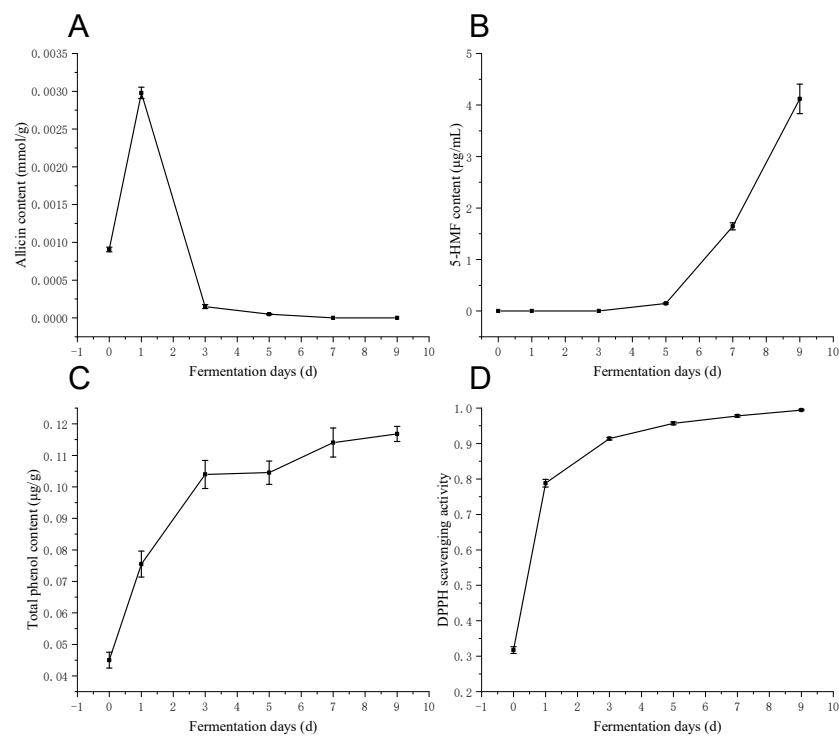 A
0.0035
0.0030
0.0025
0.0020
0.0015
0.0010
0.0005
0.0000
Allicin content (mmol/g)
-1 0 1 2 3 4 5 6 7 8 9 10
Fermentation days (d)
B
5
4
3
2
1
0
5-HMF content (μg/mL)
-1 0 1 2 3 4 5 6 7 8 9 10
Fermentation days (d)
C
0.12
0.11
0.10
0.09
0.08
0.07
0.06
0.05
0.04
Total phenol content (μg/g)
-1 0 1 2 3 4 5 6 7 8 9 10
Fermentation days (d)
D
1.0
0.9
0.8
0.7
0.6
0.5
0.4
0.3
0.2
DPPH scavenging activity
-1 0 1 2 3 4 5 6 7 8 9 10
Fermentation days (d)